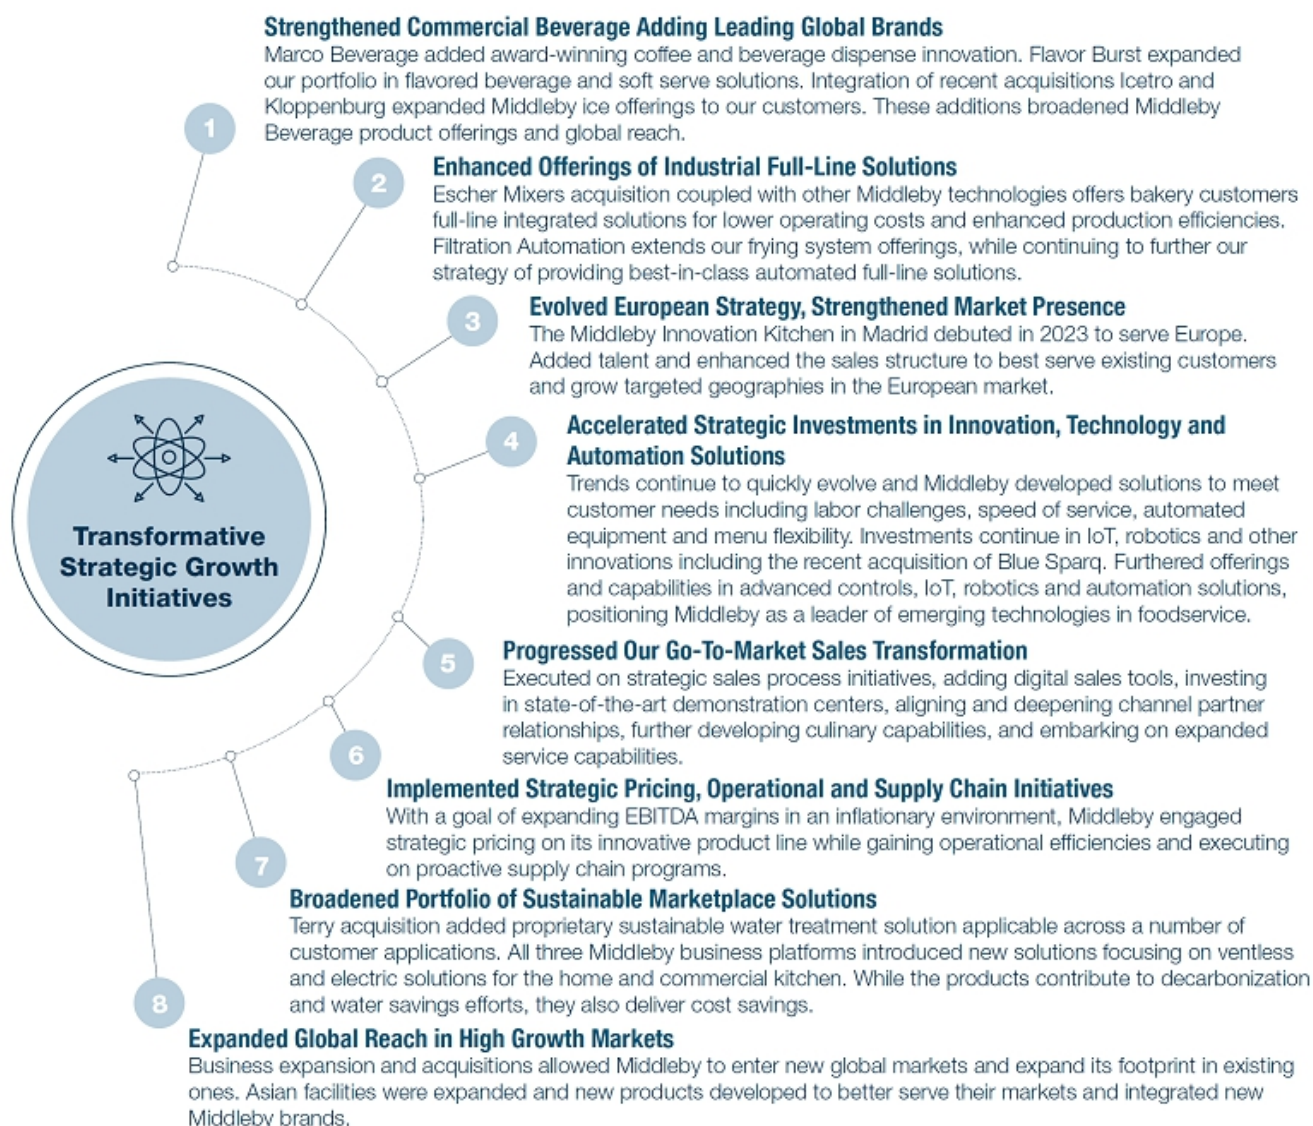 Strengthened Commercial Beverage Adding Leading Global Brands
Marco Beverage added award-winning coffee and beverage dispense innovation. Flavor Burst expanded
our portfolio in flavored beverage and soft serve solutions. Integration of recent acquisitions Icetro and
Kloppenburg expanded Middleby ice offerings to our customers. These additions broadened Middleby
Beverage product offerings and global reach.
1
Enhanced Offerings of Industrial Full-Line Solutions
2
Escher Mixers acquisition coupled with other Middleby technologies offers bakery customers
full-line integrated solutions for lower operating costs and enhanced production efficiencies.
Filtration Automation extends our frying system offerings, while continuing to further our
strategy of providing best-in-class automated full-line solutions.
Evolved European Strategy, Strengthened Market Presence
3
The Middleby Innovation Kitchen in Madrid debuted in 2023 to serve Europe.
Added talent and enhanced the sales structure to best serve existing customers
and grow targeted geographies in the European market.
Accelerated Strategic Investments in Innovation, Technology and
4
Automation Solutions
Trends continue to quickly evolve and Middleby developed solutions to meet
customer needs including labor challenges, speed of service, automated
equipment and menu flexibility. Investments continue in IoT, robotics and other
innovations including the recent acquisition of Blue Sparq. Furthered offerings
and capabilities in advanced controls, IoT, robotics and automation solutions,
positioning Middleby as a leader of emerging technologies in foodservice.
Transformative
Strategic Growth
Initiatives
Progressed Our Go-To-Market Sales Transformation
5
Executed on strategic sales process initiatives, adding digital sales tools, investing
in state-of-the-art demonstration centers, aligning and deepening channel partner
relationships, further developing culinary capabilities, and embarking on expanded
service capabilities.
6
Implemented Strategic Pricing, Operational and Supply Chain Initiatives
With a goal of expanding EBITDA margins in an inflationary environment, Middleby engaged
strategic pricing on its innovative product line while gaining operational efficiencies and executing
on proactive supply chain programs.
7
Broadened Portfolio of Sustainable Marketplace Solutions
Terry acquisition added proprietary sustainable water treatment solution applicable across a number of
customer applications. All three Middleby business platforms introduced new solutions focusing on ventless
and electric solutions for the home and commercial kitchen. While the products contribute to decarbonization
and water savings efforts, they also deliver cost savings.
8
Expanded Global Reach in High Growth Markets
Business expansion and acquisitions allowed Middleby to enter new global markets and expand its footprint in existing
ones. Asian facilities were expanded and new products developed to better serve their markets and integrated new
Middleby brands.